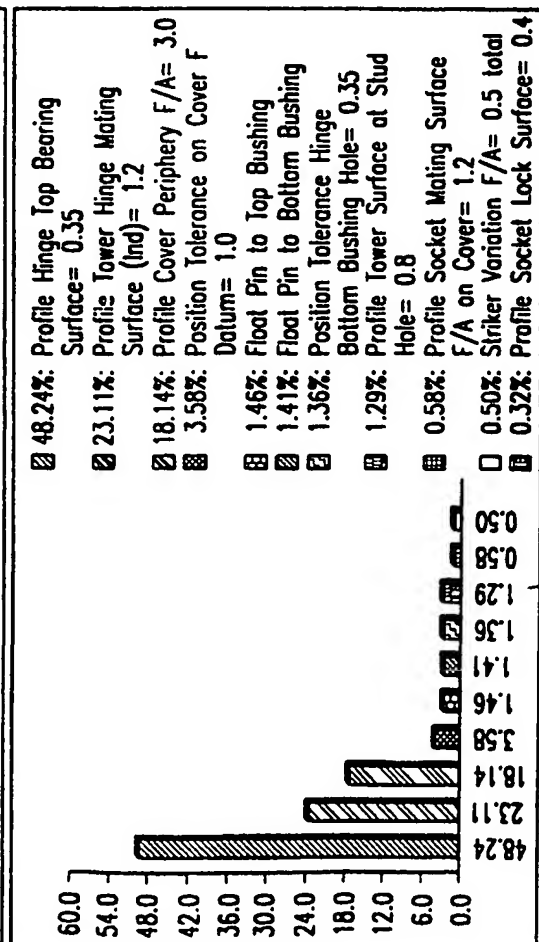 60.0
54.0
48.0
42.0
36.0
30.0
24.0
18.0
12.0
6.0
0.0
48.24
23.11
18.14
3.58
1.46
1.41
1.36
1.29
0.58
0.50
48.24%: Profile Hinge Top Bearing
Surface= 0.35
23.11%: Profile Tower Hinge Mating
Surface (Ind)= 1.2
18.14%: Profile Cover Periphery F/A= 3.0
3.58%: Position Tolerance on Cover F
Datum= 1.0
1.46%: Float Pin to Top Bushing
1.41%: Float Pin to Bottom Bushing
1.36%: Position Tolerance Hinge
Bottom Bushing Hole= 0.35
1.29%: Profile Tower Surface at Stud
Hole= 0.8
0.58%: Profile Socket Mating Surface
F/A on Cover= 1.2
0.50%: Striker Variation F/A= 0.5 total
0.32%: Profile Socket Lock Surface= 0.4